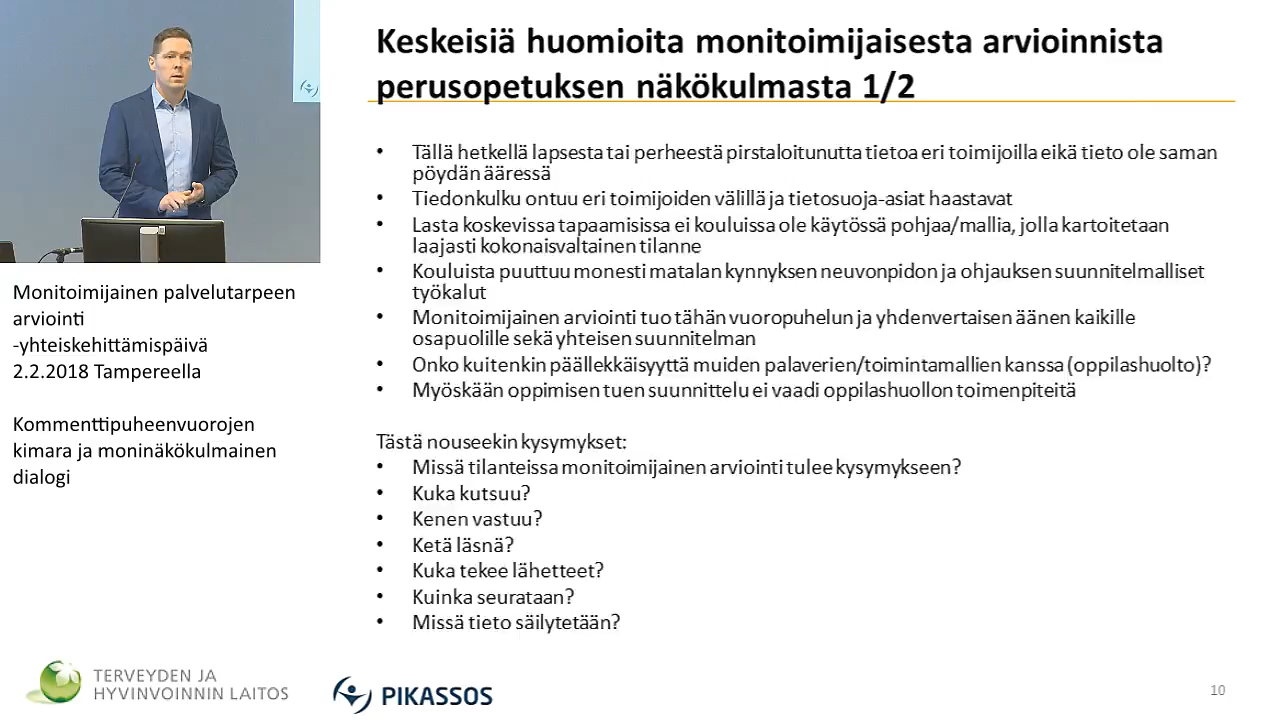 Keskeisiä huomioita monitoimijaisesta arvioinnista
perusopetuksen näkökulmasta 1/2
• Tällä hetkellä lapsesta tai perheestä pirstaloitunutta tietoa eri toimijoilla eikä tieto ole saman
pöydän ääressä
• Tiedonkulku ontuu eri toimijoiden välillä ja tietosuoja-asiat haastavat
• Lasta koskevissa tapaamisissa ei kouluissa ole käytössä pohjaa/mallia, jolla kartoitetaan
laajasti kokonaisvaltainen tilanne
• Kouluista puuttuu monesti matalan kynnyksen neuvonpidon ja ohjauksen suunnitelmalliset
työkalut
• Monitoimijainen arviointi tuo tähän vuoropuhelun ja yhdenvertaisen äänen kaikille
osapuolille sekä yhteisen suunnitelman
• Onko kuitenkin päällekkäisyyttä muiden palaverien/toimintamallien kanssa (oppilashuolto)?
• Myöskään oppimisen tuen suunnittelu ei vaadi oppilashuollon toimenpiteitä
Tästä nouseekin kysymykset:
• Missä tilanteissa monitoimijainen arviointi tulee kysymykseen?
• Kuka kutsuu?
• Kenen vastuu?
• Ketä läsnä?
• Kuka tekee lähetteet?
• Kuinka seurataan?
• Missä tieto säilytetään?
Monitoimijainen palvelutarpeen
arviointi
-yhteiskehittämispäivä
2.2.2018 Tampereella
Kommenttipuheenvuorojen
kimara ja moninäkökulmainen
dialogi
TERVEYDEN JA
HYVINVOINNIN LAITOS
PIKASSOS
10